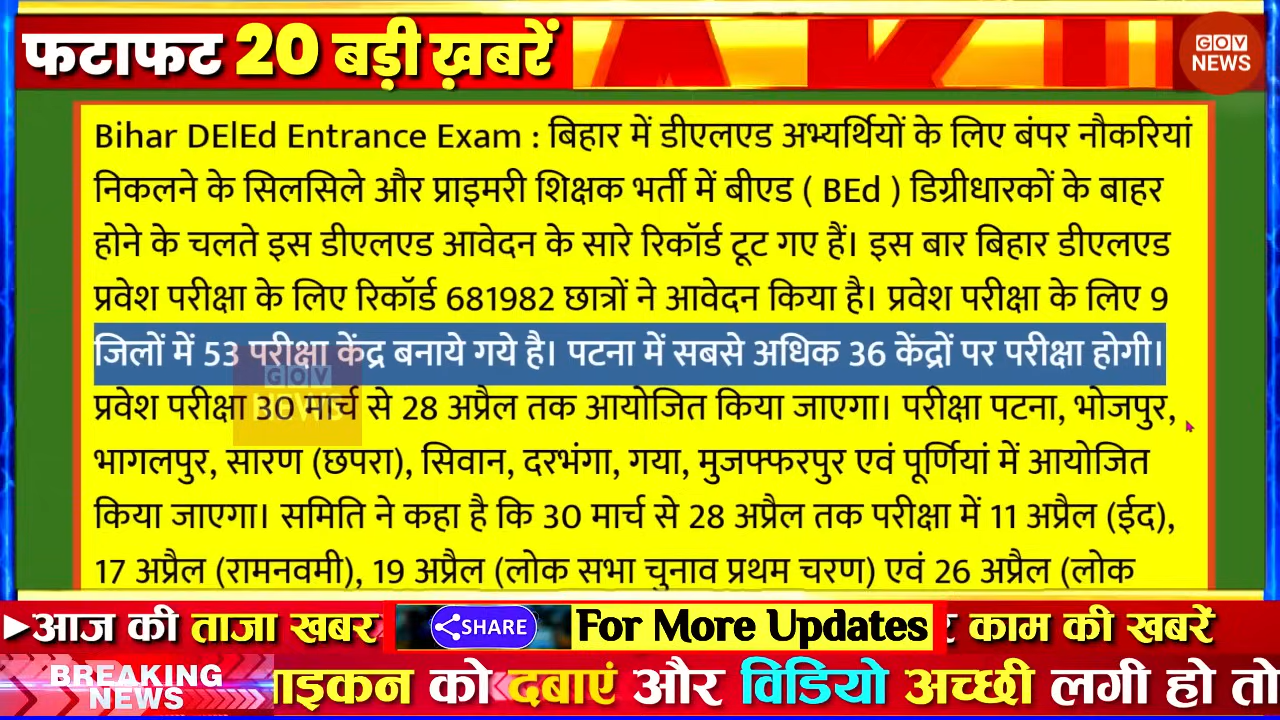 फटाफट 20 बड़ी ख़बरें
GOV
NEWS
Bihar DElEd Entrance Exam : बिहार में डीएलएड अभ्यर्थियों के लिए बंपर नौकरियां
निकलने के सिलसिले और प्राइमरी शिक्षक भर्ती में बीएड ( BEd ) डिग्रीधारकों के बाहर
होने के चलते इस डीएलएड आवेदन के सारे रिकॉर्ड टूट गए हैं। इस बार बिहार डीएलएड
प्रवेश परीक्षा के लिए रिकॉर्ड 681982 छात्रों ने आवेदन किया है। प्रवेश परीक्षा के लिए 9
जिलों में 53 परीक्षा केंद्र बनाये गये है। पटना में सबसे अधिक 36 केंद्रों पर परीक्षा होगी।
GOV
NEWS
प्रवेश परीक्षा 30 मार्च से 28 अप्रैल तक आयोजित किया जाएगा। परीक्षा पटना, भोजपुर,
भागलपुर, सारण (छपरा), सिवान, दरभंगा, गया, मुजफ्फरपुर एवं पूर्णियां में आयोजित
किया जाएगा। समिति ने कहा है कि 30 मार्च से 28 अप्रैल तक परीक्षा में 11 अप्रैल (ईद),
17 अप्रैल (रामनवमी), 19 अप्रैल (लोक सभा चुनाव प्रथम चरण) एवं 26 अप्रैल (लोक
आज की ताजा खबर SHARE For More Updates काम की खबरें
BREAKING
NEWS
को दबाएं और विडियो अच्छी लगी हो तो